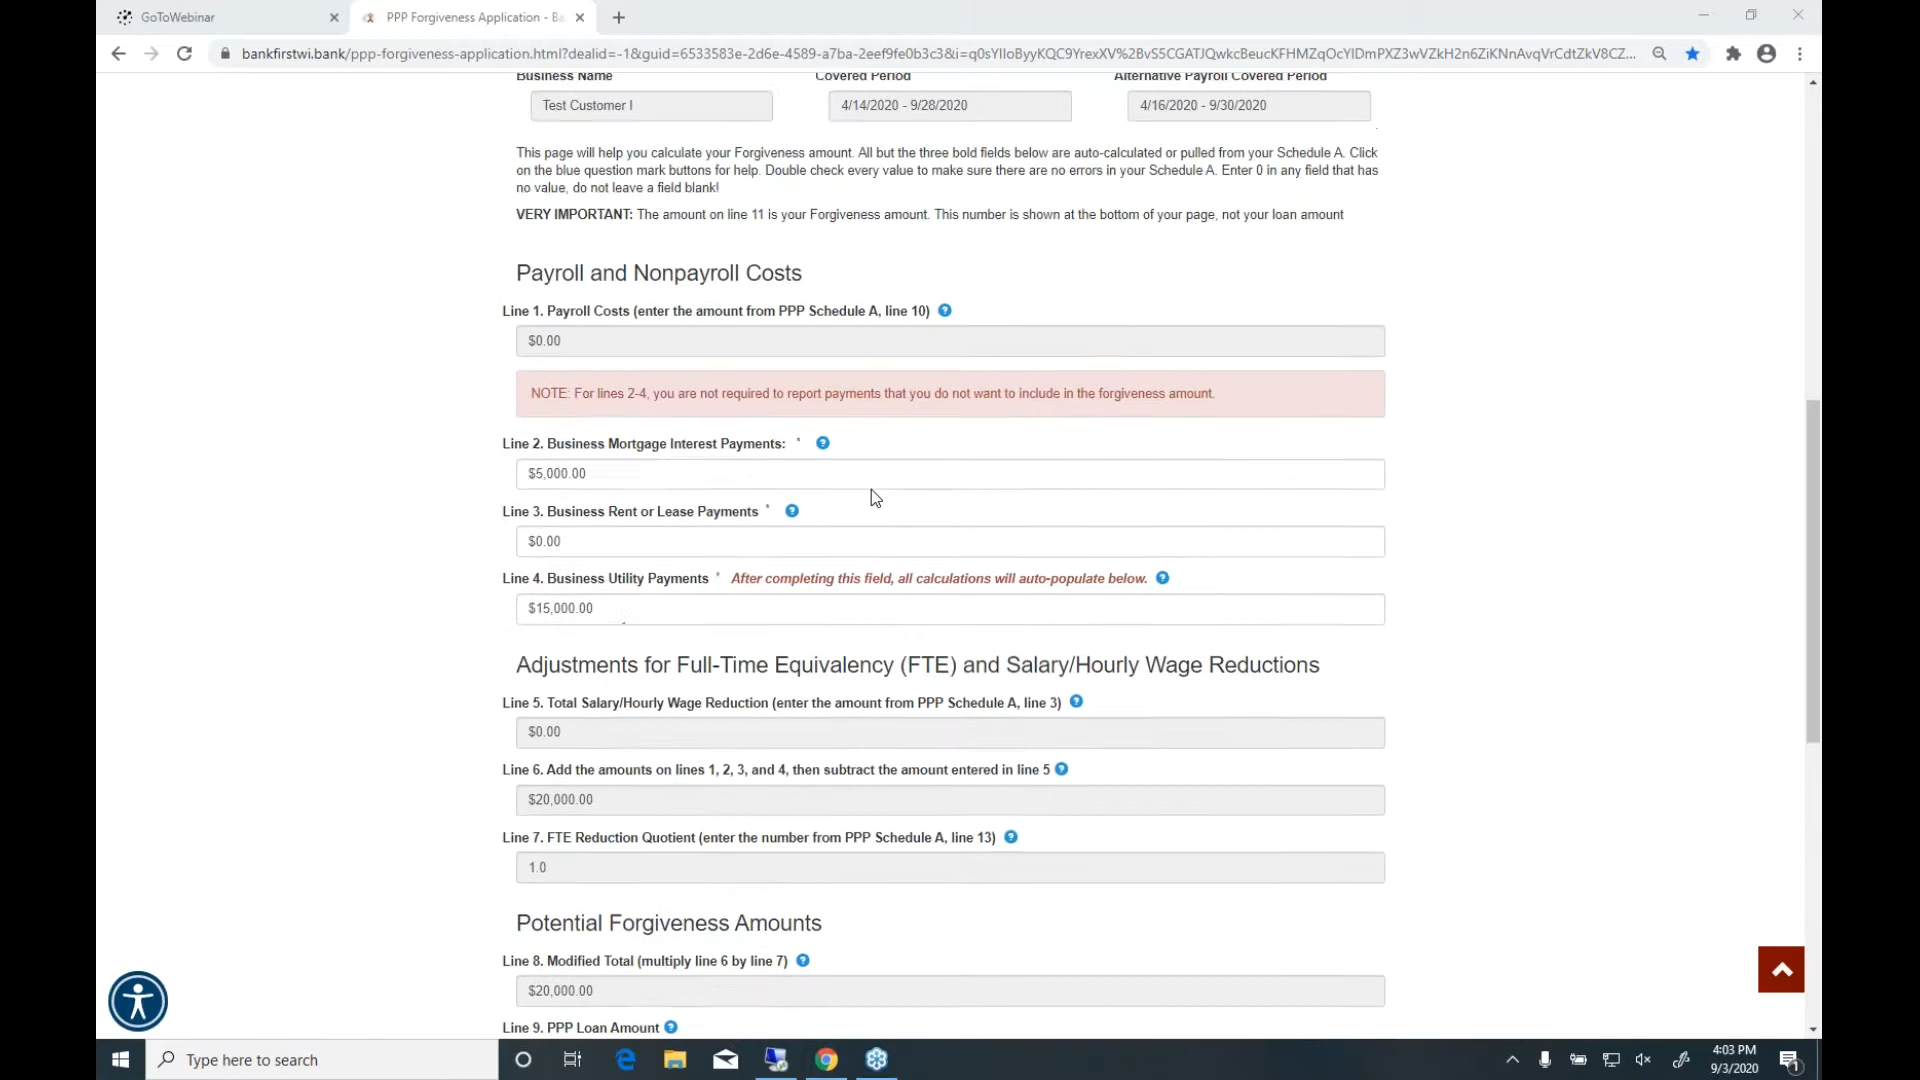 GoToWebinar
PPP Forgiveness Application - Ba
bankfirstwi.bank/ppp-forgiveness-application.html?dealid=-1&guid=6533583e-2d6e-4589-a7ba-2eef9fe0b3c3&i=
Business Name Covered Period Alternative Payroll Covered Period
Test Customer I 4/14/2020 - 9/28/2020 4/16/2020 - 9/30/2020
This page will help you calculate your Forgiveness amount. All but the three bold fields below are auto-calculated or pulled from your Schedule A. Click
on the blue question mark buttons for help. Double check every value to make sure there are no errors in your Schedule A. Enter 0 in any field that has
no value, do not leave a field blank!
VERY IMPORTANT: The amount on line 11 is your Forgiveness amount. This number is shown at the bottom of your page, not your loan amount
Payroll and Nonpayroll Costs
Line 1. Payroll Costs (enter the amount from PPP Schedule A, line 10) ?
$0.00
NOTE: For lines 2-4, you are not required to report payments that you do not want to include in the forgiveness amount.
Line 2. Business Mortgage Interest Payments: * ?
$5,000.00
Line 3. Business Rent or Lease Payments * ?
$0.00
Line 4. Business Utility Payments * After completing this field, all calculations will auto-populate below. ?
$15,000.00
Adjustments for Full-Time Equivalency (FTE) and Salary/Hourly Wage Reductions
Line 5. Total Salary/Hourly Wage Reduction (enter the amount from PPP Schedule A, line 3) ?
$0.00
Line 6. Add the amounts on lines 1, 2, 3, and 4, then subtract the amount entered in line 5 ?
$20,000.00
Line 7. FTE Reduction Quotient (enter the number from PPP Schedule A, line 13) ?
1.0
Potential Forgiveness Amounts
Line 8. Modified Total (multiply line 6 by line 7) ?
$20,000.00
Line 9. PPP Loan Amount ?
Type here to search
4:03 PM
9/3/2020
1